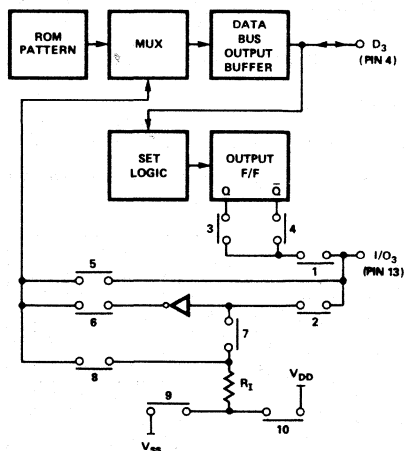 ROM
PATTERN
MUX
DATA
BUS
OUTPUT
BUFFER
D3
(PIN 4)
SET
LOGIC
OUTPUT
F/F
Q
Q̅
3
4
1
I/O3
(PIN 13)
5
6
2
7
8
RI
VDD
9
10
VSS